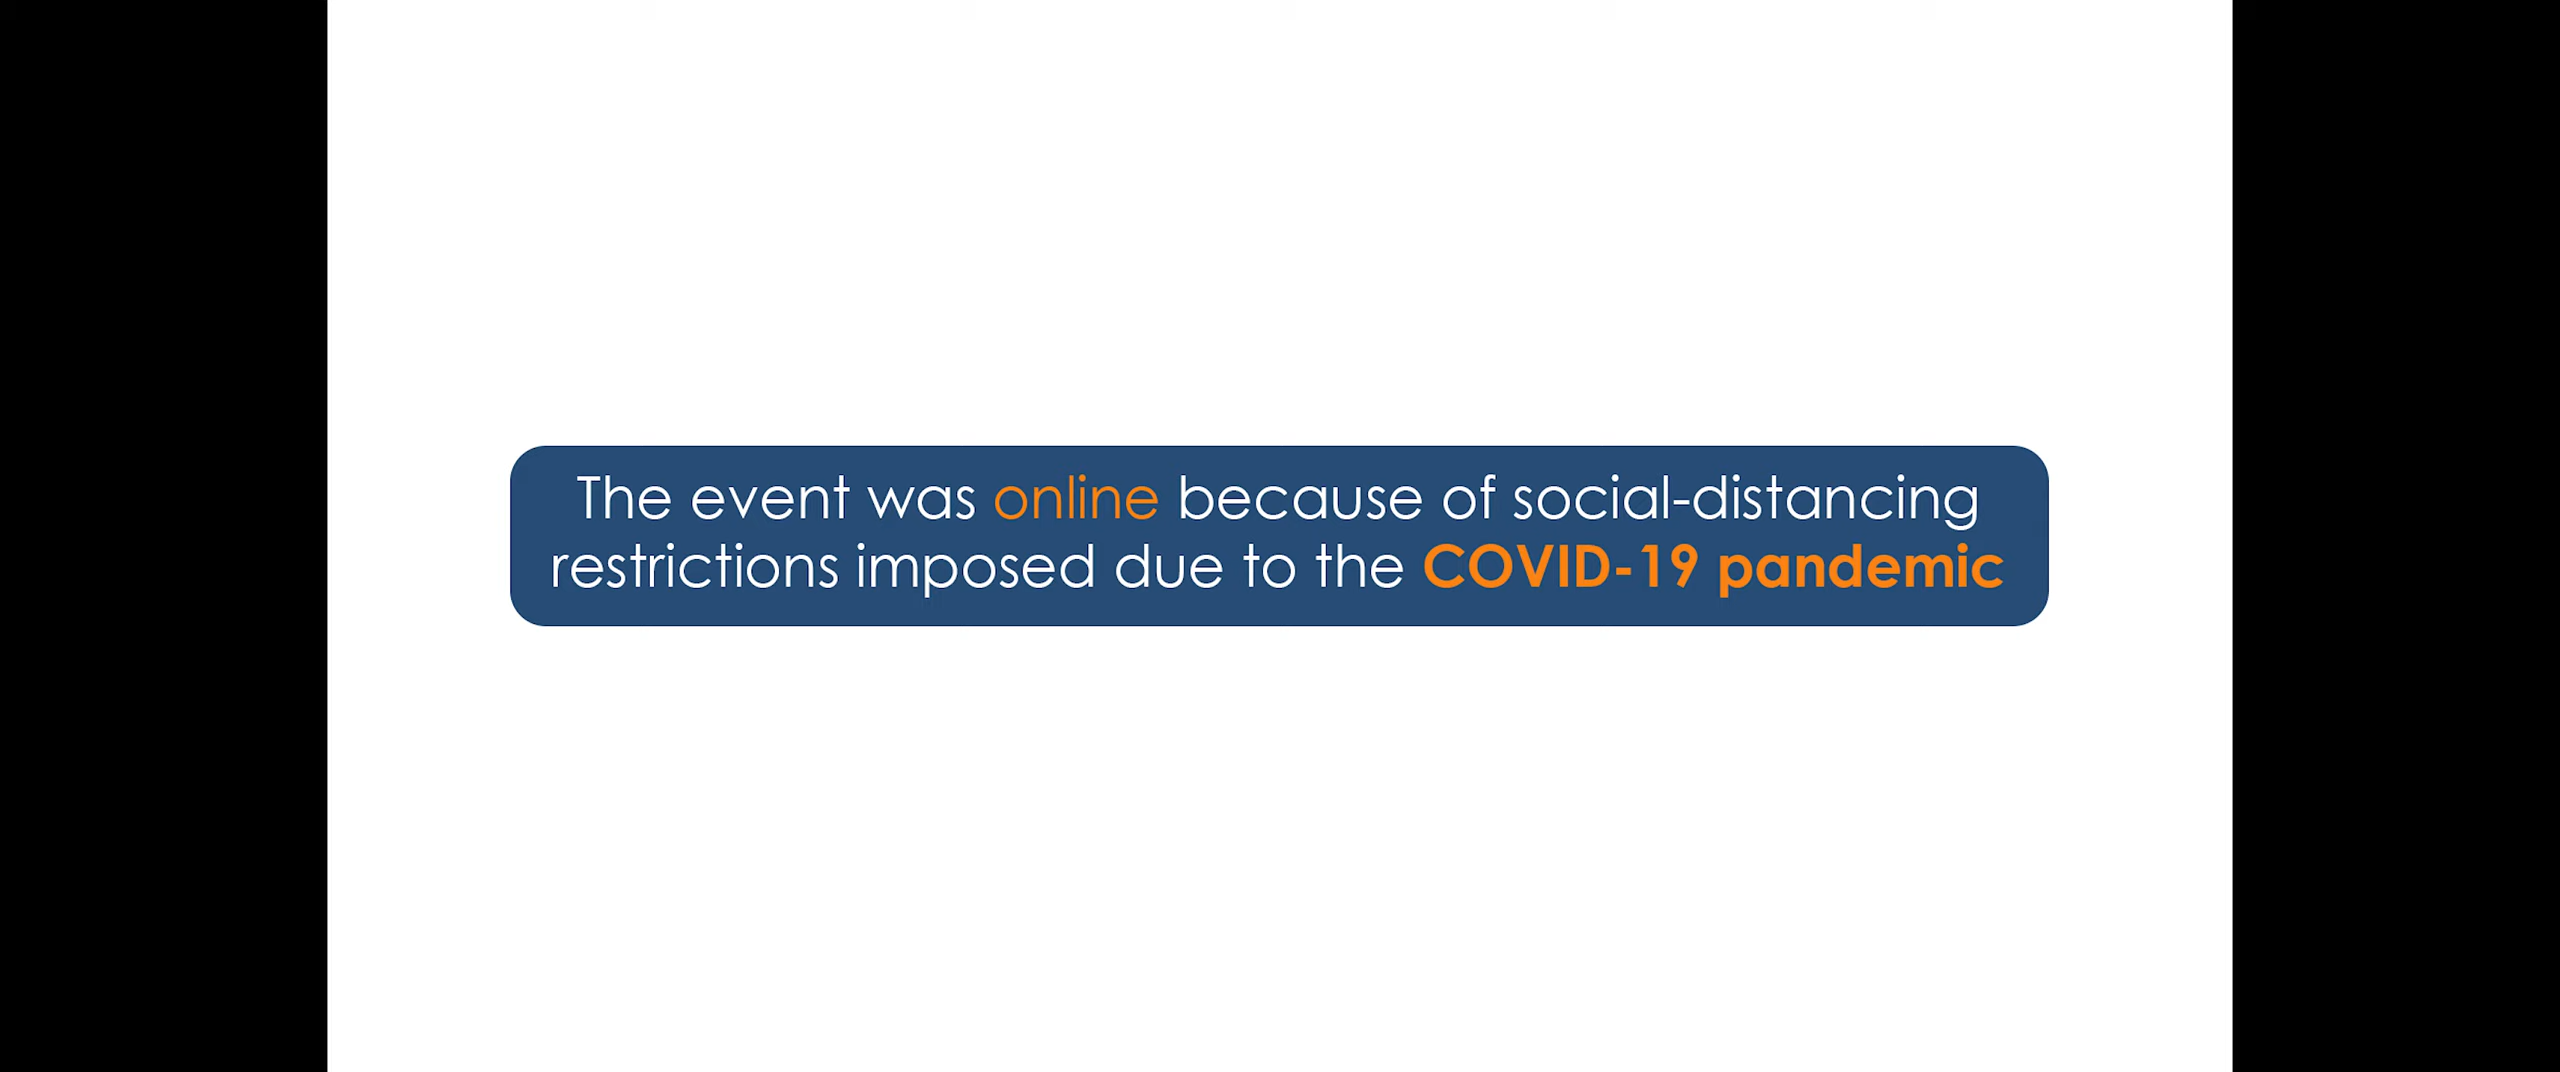 The event was online because of social-distancing
restrictions imposed due to the COVID-19 pandemic